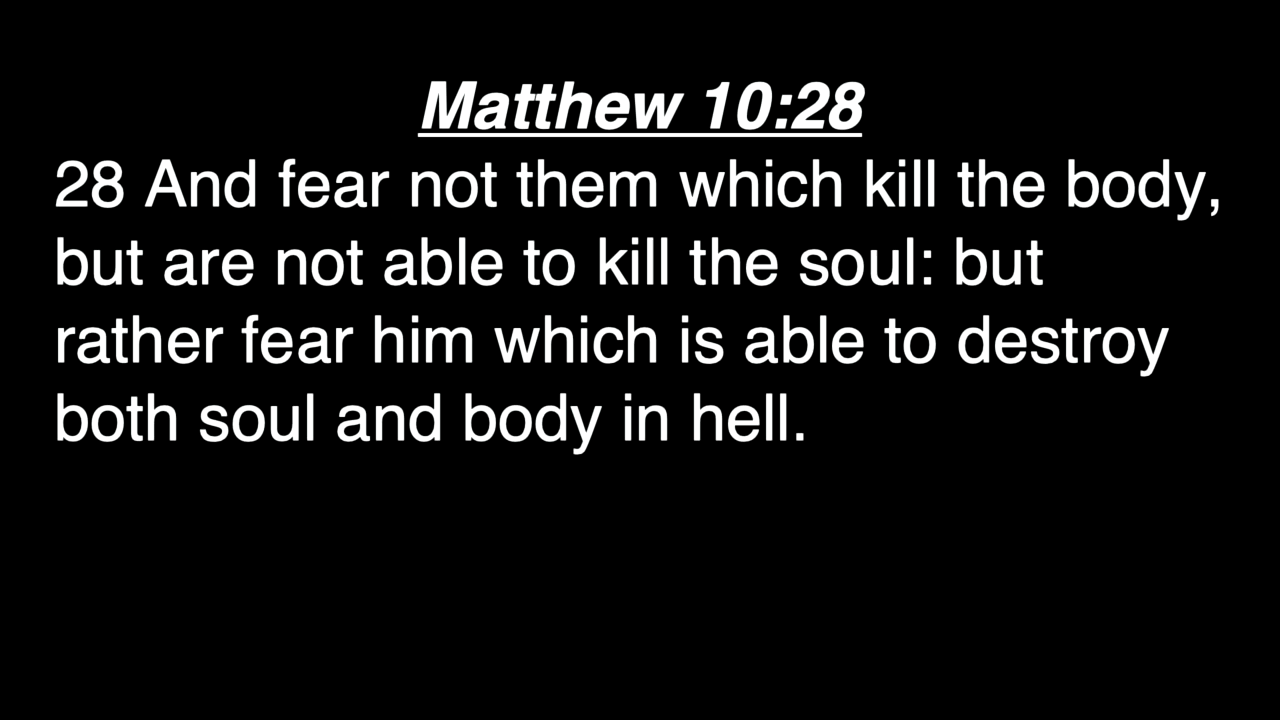 Matthew 10:28
28 And fear not them which kill the body,
but are not able to kill the soul: but
rather fear him which is able to destroy
both soul and body in hell.